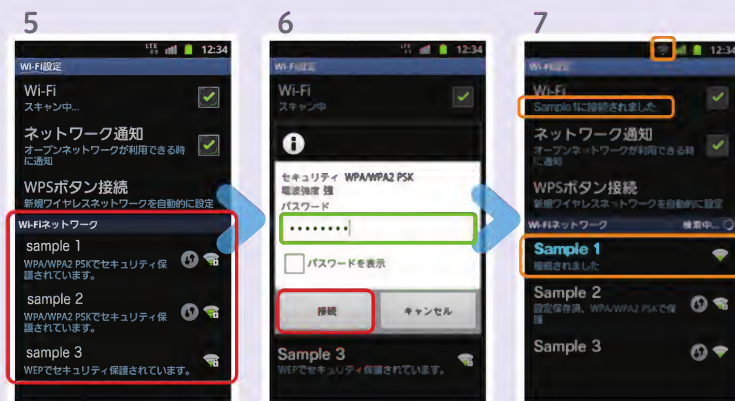 5
LTE 12:34
Wi-Fi設定
Wi-Fi
スキャン中...
ネットワーク通知
オープンネットワークが利用できる時
に通知
WPSボタン接続
新規ワイヤレスネットワークを自動的に設定
Wi-Fiネットワーク
sample 1
WPA/WPA2 PSKでセキュリティ保
護されています。
sample 2
WPA/WPA2 PSKでセキュリティ保
護されています。
sample 3
WEPでセキュリティ保護されています。
6
LTE 12:34
Wi-Fi設定
Wi-Fi
スキャン中
セキュリティ WPA/WPA2 PSK
電波強度 強
パスワード
••••••••
パスワードを表示
接続 キャンセル
Sample 3
WEPでセキュリティ保護されています。
7
12:34
Wi-Fi設定
Wi-Fi
Sample 1に接続されました
ネットワーク通知
オープンネットワークが利用できる時
に通知
WPSボタン接続
新規ワイヤレスネットワークを自動的に設定
Wi-Fiネットワーク 検索中...
Sample 1
接続されました
Sample 2
設定保存済、WPA/WPA2 PSKで保
護
Sample 3